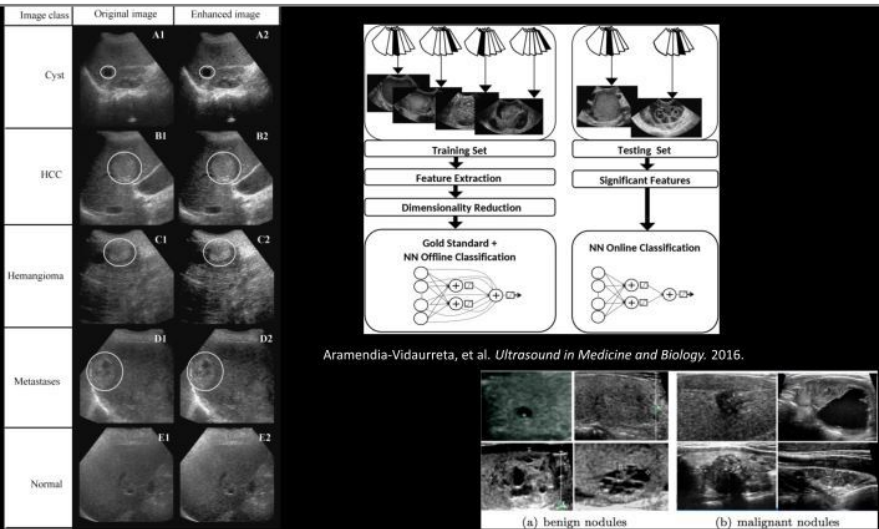 Image class Original image Enhanced image
Cyst
A1 A2
HCC
B1 B2
Hemangioma
C1 C2
Metastases
D1 D2
Normal
E1 E2
Training Set
Feature Extraction
Dimensionality Reduction
Gold Standard +
NN Offline Classification
Testing Set
Significant Features
NN Online Classification
Aramendia-Vidaurreta, et al. Ultrasound in Medicine and Biology. 2016.
(a) benign nodules (b) malignant nodules